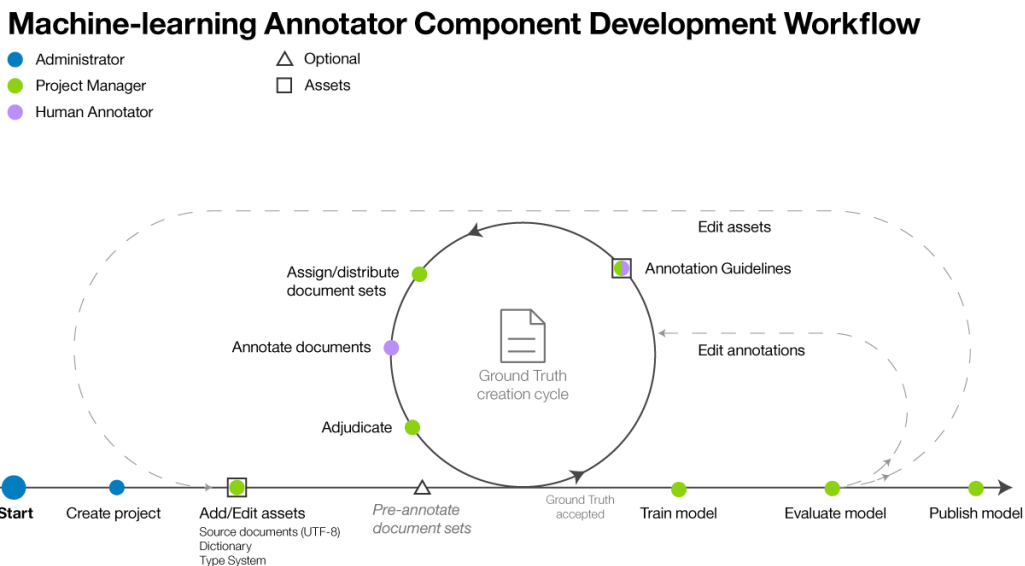 Machine-learning Annotator Component Development Workflow
Administrator
Optional
Project Manager
Assets
Human Annotator
Edit assets
Annotation Guidelines
Assign/distribute
document sets
Annotate documents
Edit annotations
Ground Truth
creation cycle
Adjudicate
Start
Create project
Add/Edit assets
Source documents (UTF-8)
Dictionary
Type System
Pre-annotate
document sets
Ground Truth
accepted
Train model
Evaluate model
Publish model